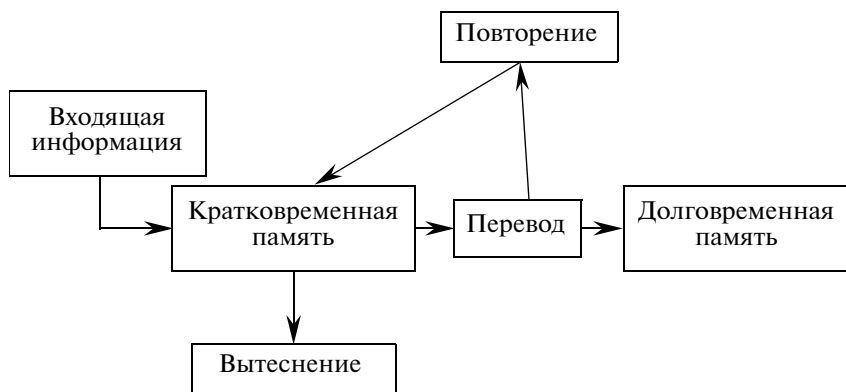 Повторение
Входящая
информация
Кратковременная
память
Перевод
Долговременная
память
Вытеснение